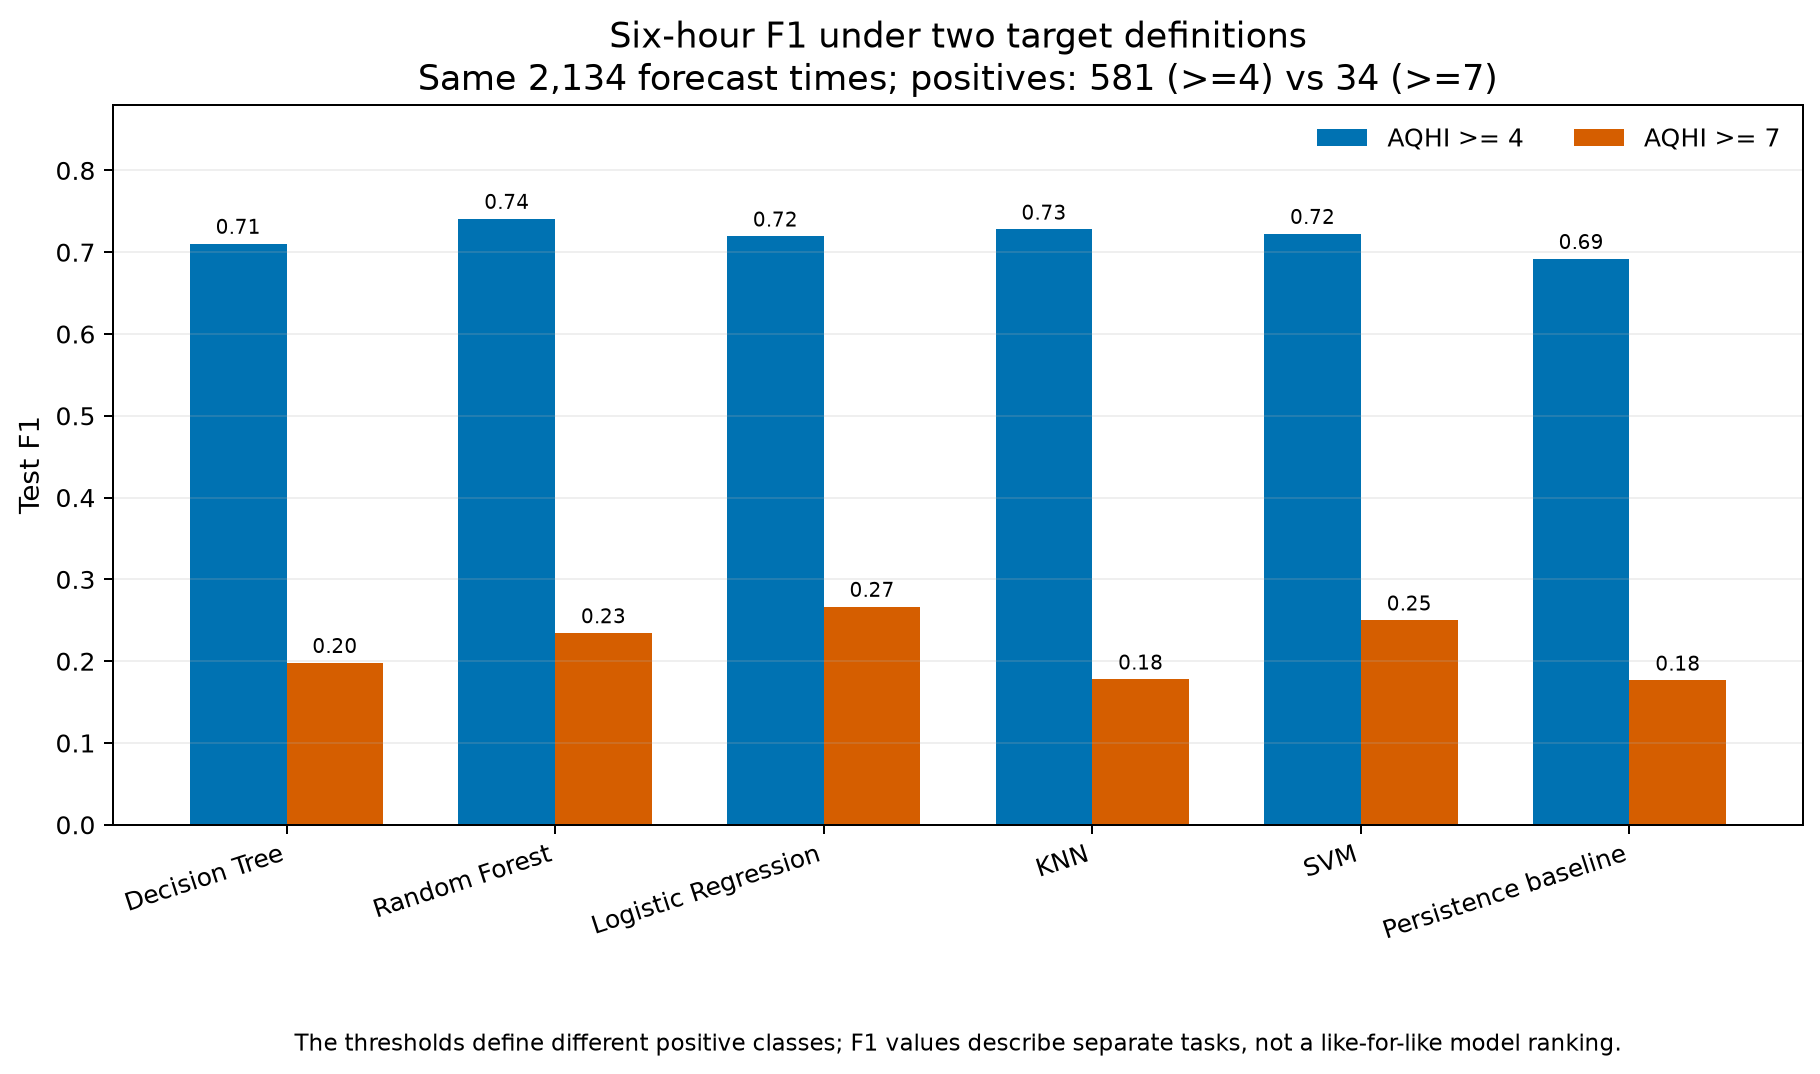 Six-hour F1 under two target definitions
Same 2,134 forecast times; positives: 581 (>=4) vs 34 (>=7)
AQHI >= 4
AQHI >= 7
Test F1
0.8
0.7
0.6
0.5
0.4
0.3
0.2
0.1
0.0
0.71
0.20
0.74
0.23
0.72
0.27
0.73
0.18
0.72
0.25
0.69
0.18
Decision Tree
Random Forest
Logistic Regression
KNN
SVM
Persistence baseline
The thresholds define different positive classes; F1 values describe separate tasks, not a like-for-like model ranking.